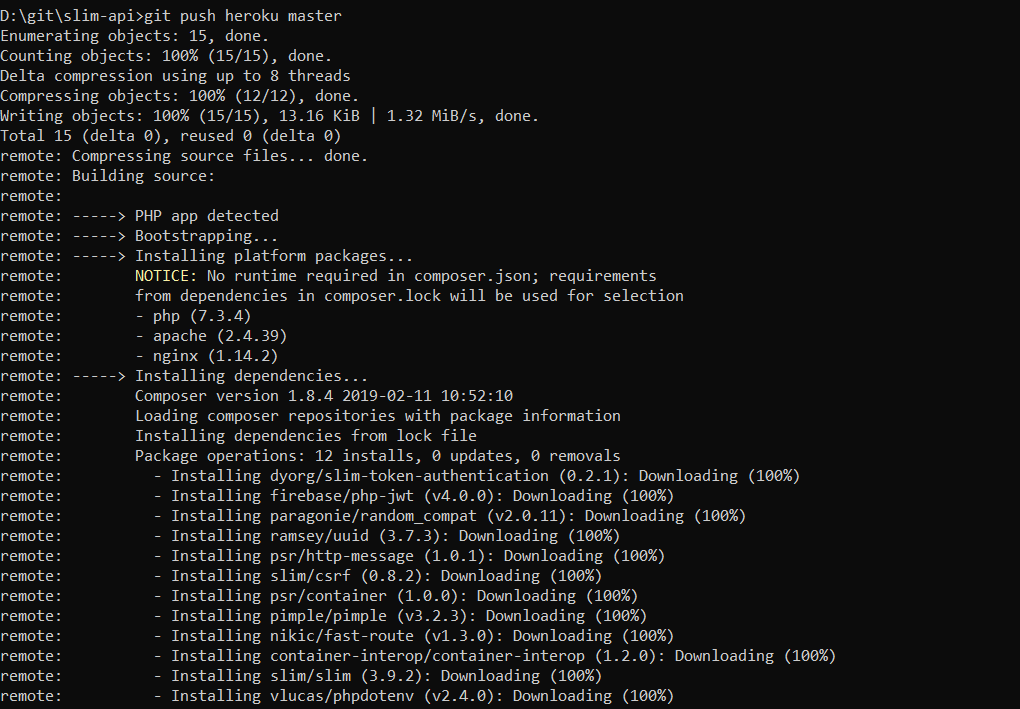 D:\git\slim-api>git push heroku master
Enumerating objects: 15, done.
Counting objects: 100% (15/15), done.
Delta compression using up to 8 threads
Compressing objects: 100% (12/12), done.
Writing objects: 100% (15/15), 13.16 KiB | 1.32 MiB/s, done.
Total 15 (delta 0), reused 0 (delta 0)
remote: Compressing source files... done.
remote: Building source:
remote:
remote: -----> PHP app detected
remote: -----> Bootstrapping...
remote: -----> Installing platform packages...
remote:        NOTICE: No runtime required in composer.json; requirements
remote:        from dependencies in composer.lock will be used for selection
remote:        - php (7.3.4)
remote:        - apache (2.4.39)
remote:        - nginx (1.14.2)
remote: -----> Installing dependencies...
remote:        Composer version 1.8.4 2019-02-11 10:52:10
remote:        Loading composer repositories with package information
remote:        Installing dependencies from lock file
remote:        Package operations: 12 installs, 0 updates, 0 removals
remote:          - Installing dyorg/slim-token-authentication (0.2.1): Downloading (100%)
remote:          - Installing firebase/php-jwt (v4.0.0): Downloading (100%)
remote:          - Installing paragonie/random_compat (v2.0.11): Downloading (100%)
remote:          - Installing ramsey/uuid (3.7.3): Downloading (100%)
remote:          - Installing psr/http-message (1.0.1): Downloading (100%)
remote:          - Installing slim/csrf (0.8.2): Downloading (100%)
remote:          - Installing psr/container (1.0.0): Downloading (100%)
remote:          - Installing pimple/pimple (v3.2.3): Downloading (100%)
remote:          - Installing nikic/fast-route (v1.3.0): Downloading (100%)
remote:          - Installing container-interop/container-interop (1.2.0): Downloading (100%)
remote:          - Installing slim/slim (3.9.2): Downloading (100%)
remote:          - Installing vlucas/phpdotenv (v2.4.0): Downloading (100%)